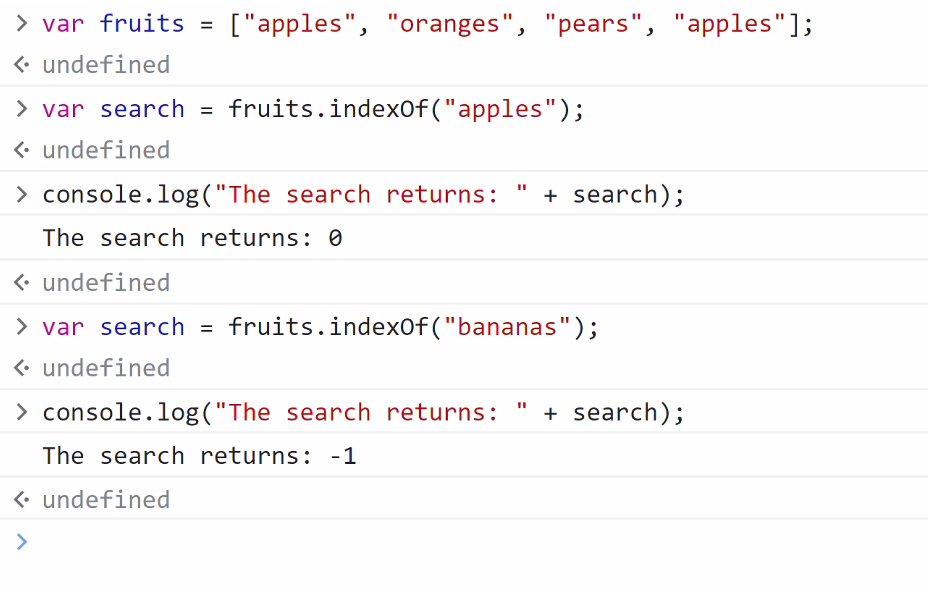 > var fruits = ["apples", "oranges", "pears", "apples"];
undefined
> var search = fruits.indexOf("apples");
undefined
> console.log("The search returns: " + search);
The search returns: 0
undefined
> var search = fruits.indexOf("bananas");
undefined
> console.log("The search returns: " + search);
The search returns: -1
undefined
>